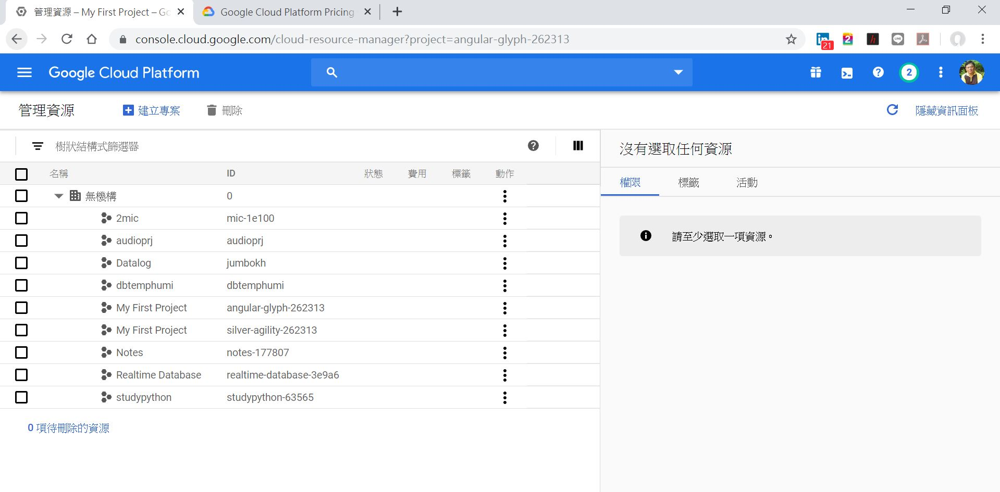 管理資源 – My First Project – Go
Google Cloud Platform Pricing
console.cloud.google.com/cloud-resource-manager?project=angular-glyph-262313
21
2
h
LINE
Google Cloud Platform
2
管理資源
建立專案
刪除
隱藏資訊面板
樹狀結構式篩選器
名稱 ID 狀態 費用 標籤 動作
無機構 0
2mic mic-1e100
audioprj audioprj
Datalog jumbokh
dbtemphumi dbtemphumi
My First Project angular-glyph-262313
My First Project silver-agility-262313
Notes notes-177807
Realtime Database realtime-database-3e9a6
studypython studypython-63565
0 項待刪除的資源
沒有選取任何資源
權限 標籤 活動
請至少選取一項資源。